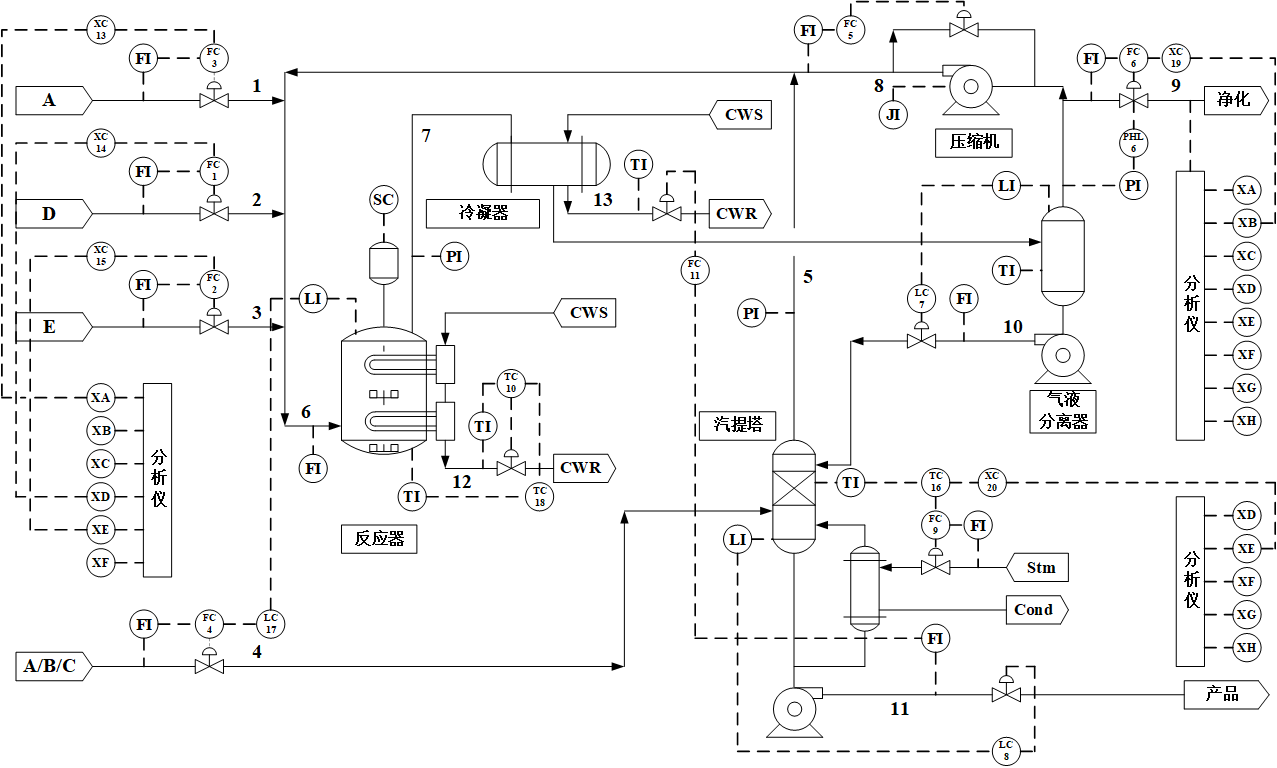 XC
13
FI
FC
3
A
1
XC
14
FI
FC
1
D
2
XC
15
FI
FC
2
E
3
LI
SC
7
PI
冷凝器
CWS
13
TI
CWR
FC
11
FI
FC
5
8
JI
压缩机
FI
FC
6
XC
19
9
净化
PHL
6
PI
LI
TI
LC
7
FI
10
气液
分离器
5
PI
CWS
TC
10
TI
CWR
12
TC
18
TI
6
FI
反应器
XA
XB
XC
XD
XE
XF
分
析
仪
XA
XB
XC
XD
XE
XF
XG
XH
分
析
仪
汽提塔
TI
TC
16
XC
20
FC
9
FI
LI
Stm
Cond
XD
XE
XF
XG
XH
分
析
仪
FI
FC
4
LC
17
A/B/C
4
FI
11
LC
8
产品